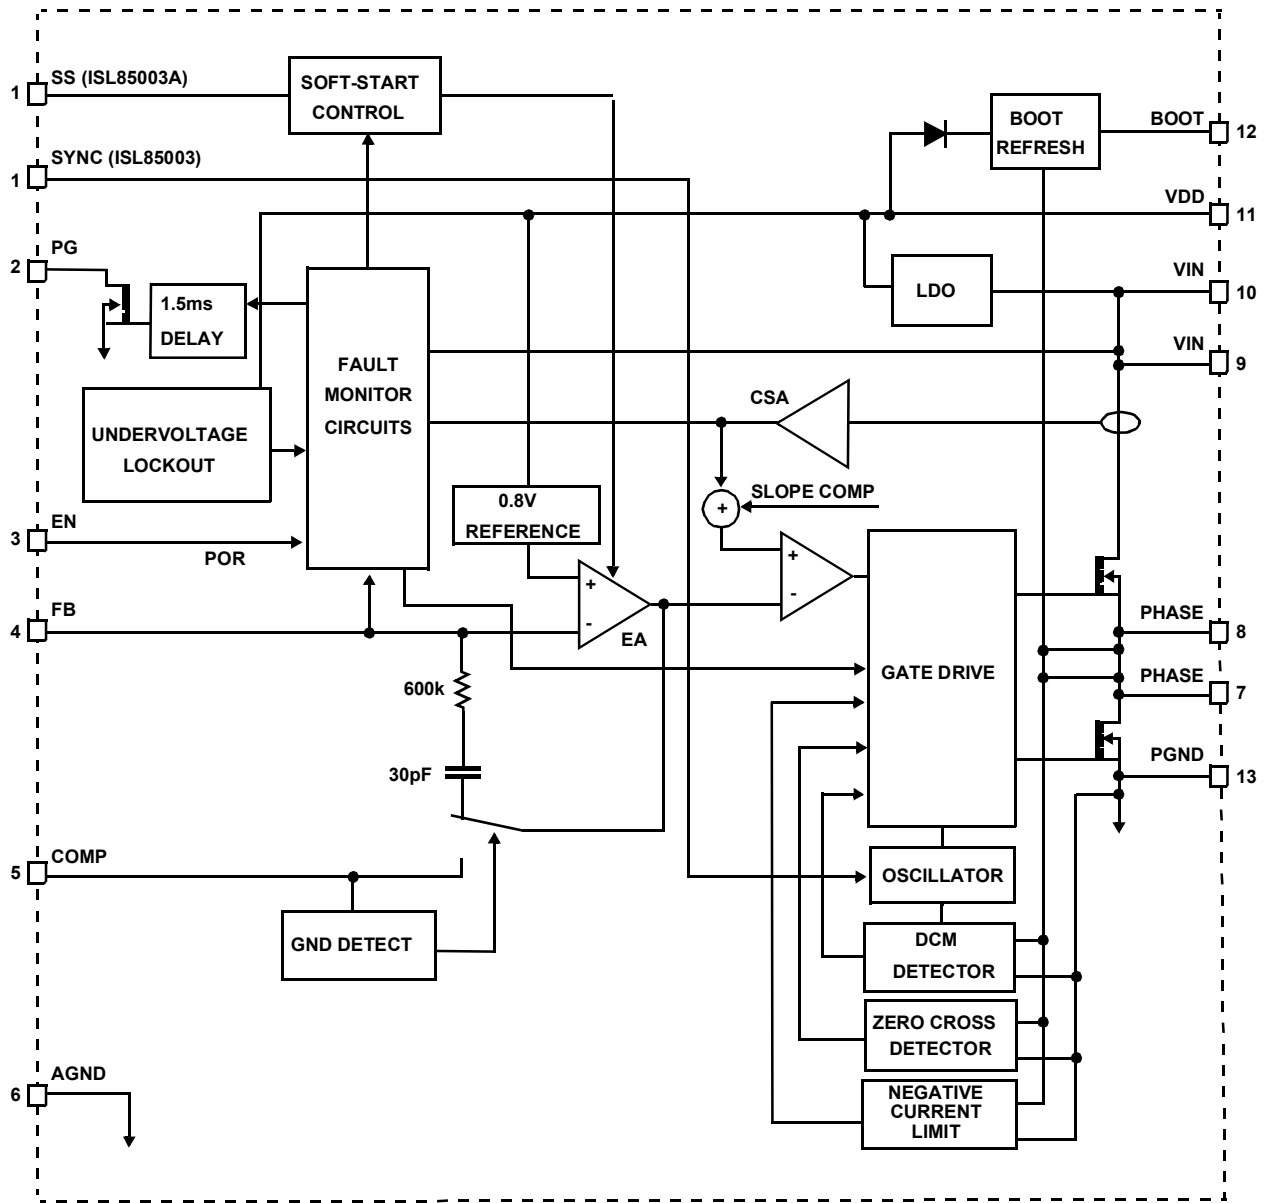 SS (ISL85003A)
1
SOFT-START
CONTROL
SYNC (ISL85003)
1
BOOT
REFRESH
BOOT
12
VDD
11
PG
2
1.5ms
DELAY
LDO
VIN
10
VIN
9
FAULT
MONITOR
CIRCUITS
CSA
UNDERVOLTAGE
LOCKOUT
0.8V
REFERENCE
+
SLOPE COMP
EN
3
POR
+
-
+
-
EA
FB
4
GATE DRIVE
PHASE
8
PHASE
7
600k
30pF
PGND
13
COMP
5
GND DETECT
OSCILLATOR
DCM
DETECTOR
ZERO CROSS
DETECTOR
NEGATIVE
CURRENT
LIMIT
AGND
6